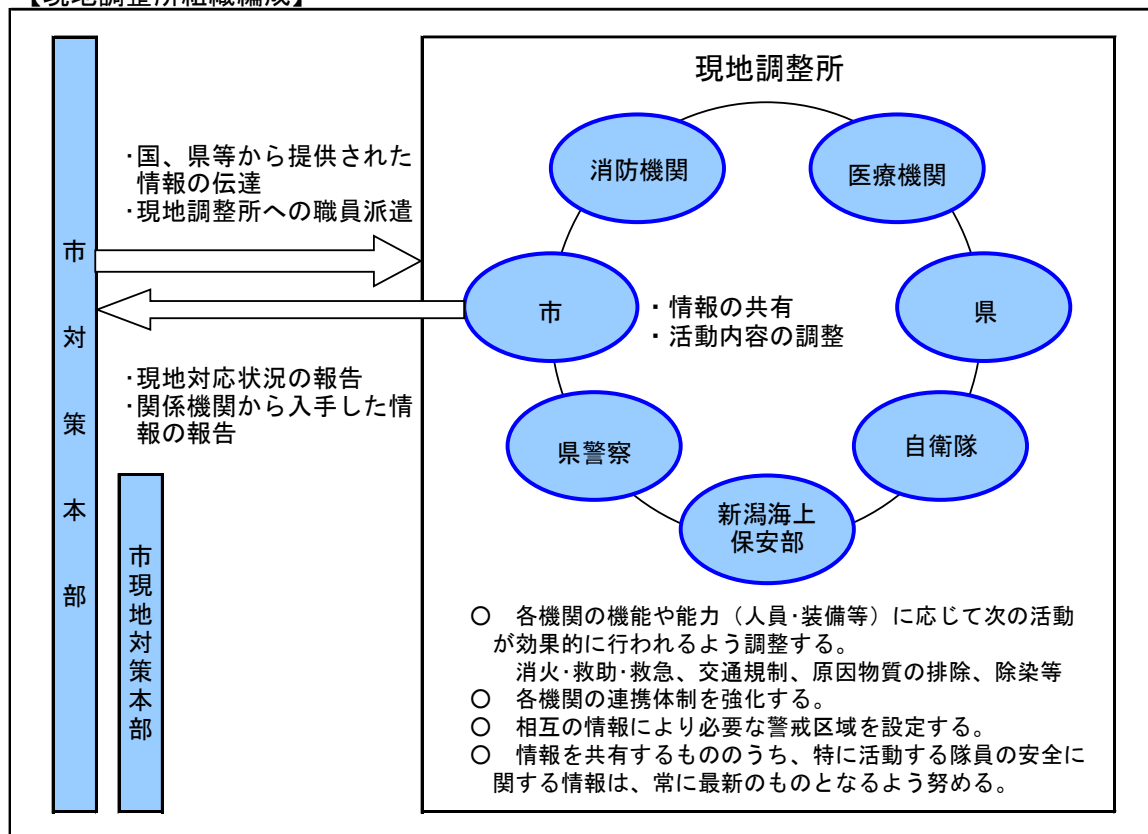 【現地調整所組織編成】
現地調整所
消防機関
医療機関
･国、県等から提供された
情報の伝達
･現地調整所への職員派遣
市対策本部
市
・情報の共有
・活動内容の調整
県
･現地対応状況の報告
･関係機関から入手した情
報の報告
県警察
自衛隊
新潟海上
保安部
市現地対策本部
○　各機関の機能や能力（人員･装備等）に応じて次の活動
が効果的に行われるよう調整する。
消火･救助･救急、交通規制、原因物質の排除、除染等
○　各機関の連携体制を強化する。
○　相互の情報により必要な警戒区域を設定する。
○　情報を共有するもののうち、特に活動する隊員の安全に
関する情報は、常に最新のものとなるよう努める。